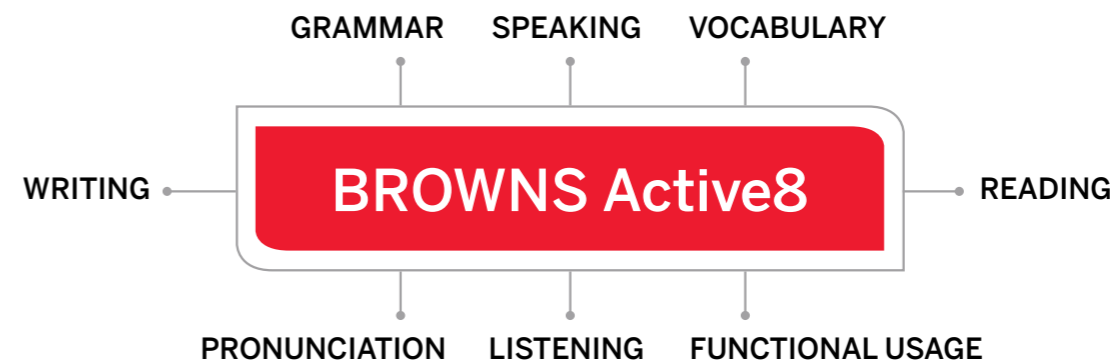 GRAMMAR SPEAKING VOCABULARY
WRITING BROWNS Active8 READING
PRONUNCIATION LISTENING FUNCTIONAL USAGE